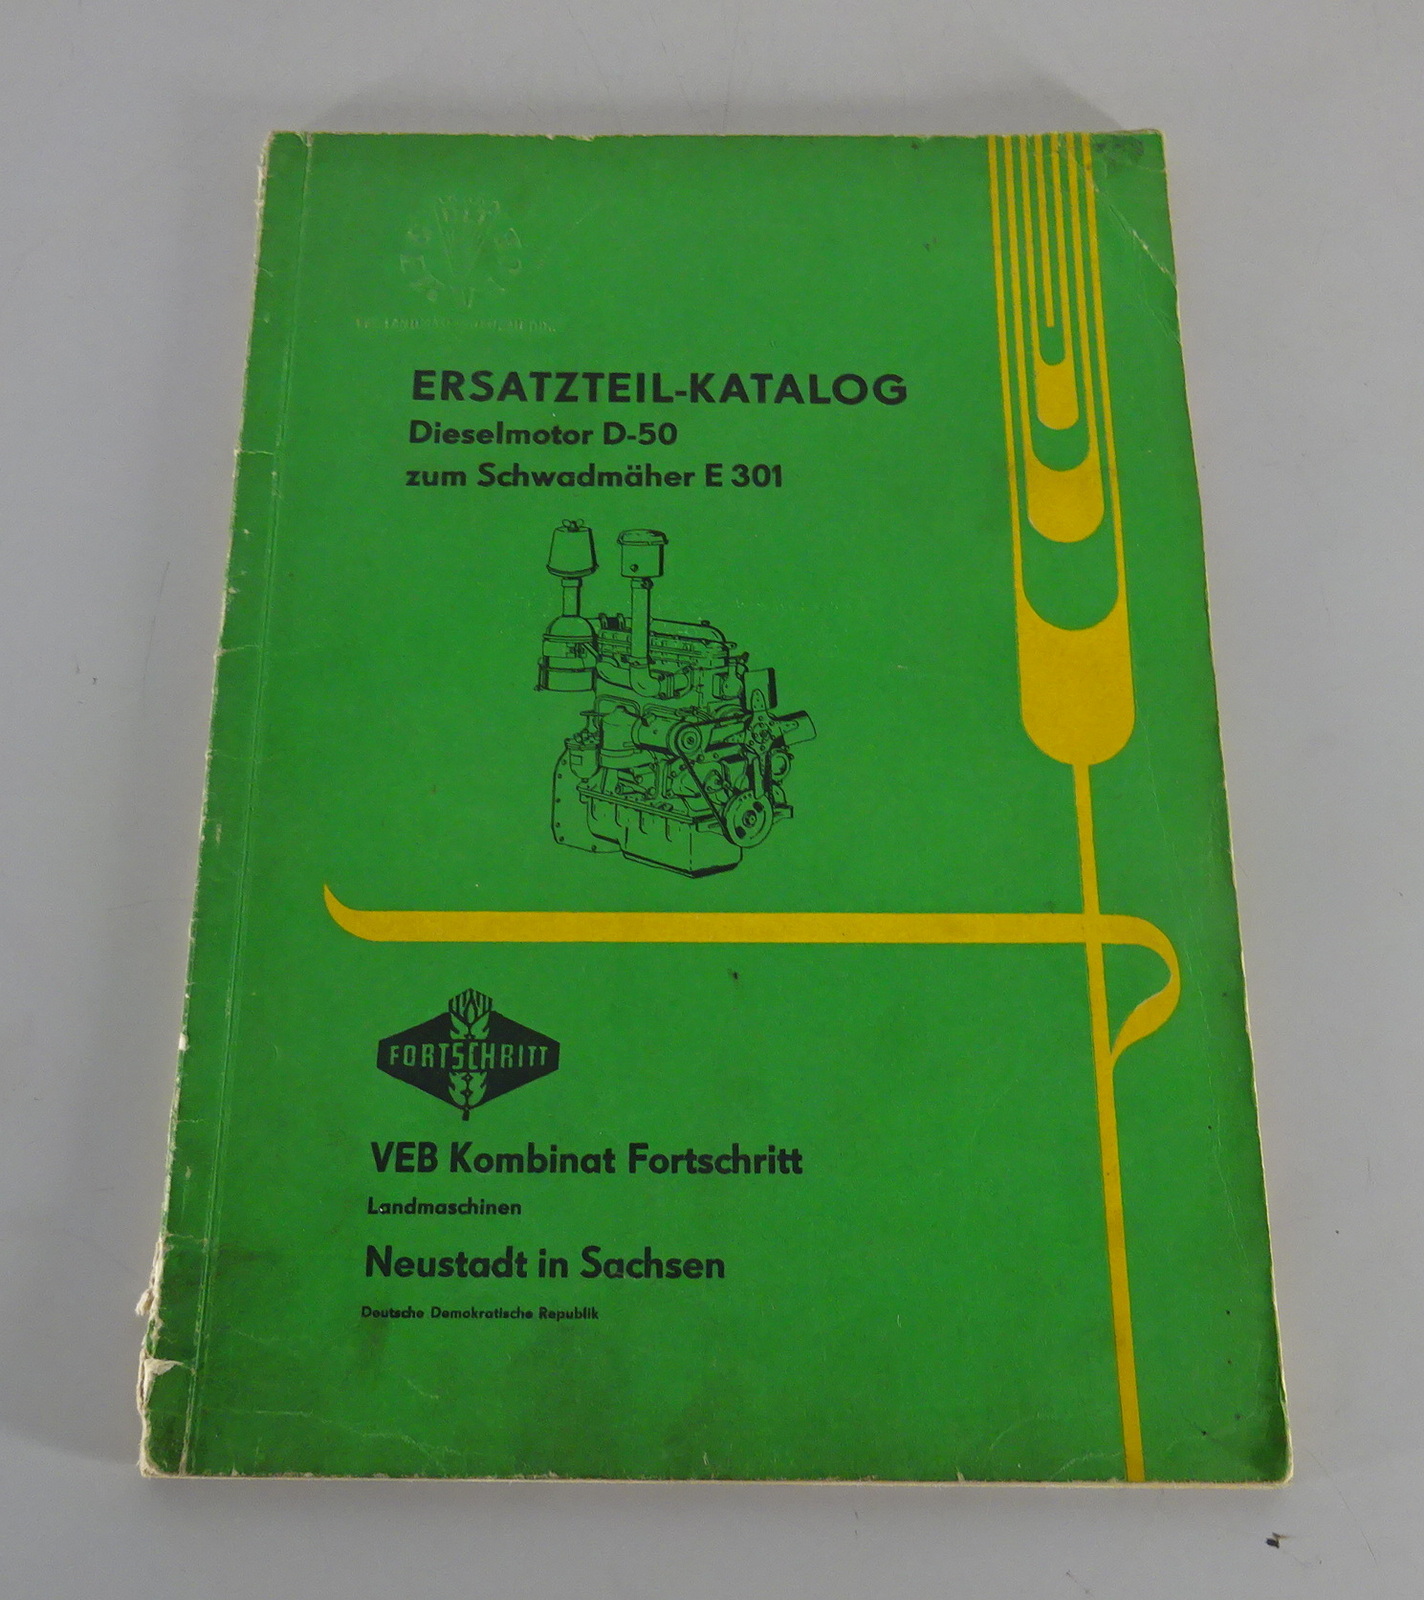 ERSATZTEIL-KATALOG
Dieselmotor D-50
zum Schwadmäher E 301
FORTSCHRITT
VEB Kombinat Fortschritt
Landmaschinen
Neustadt in Sachsen
Deutsche Demokratische Republik